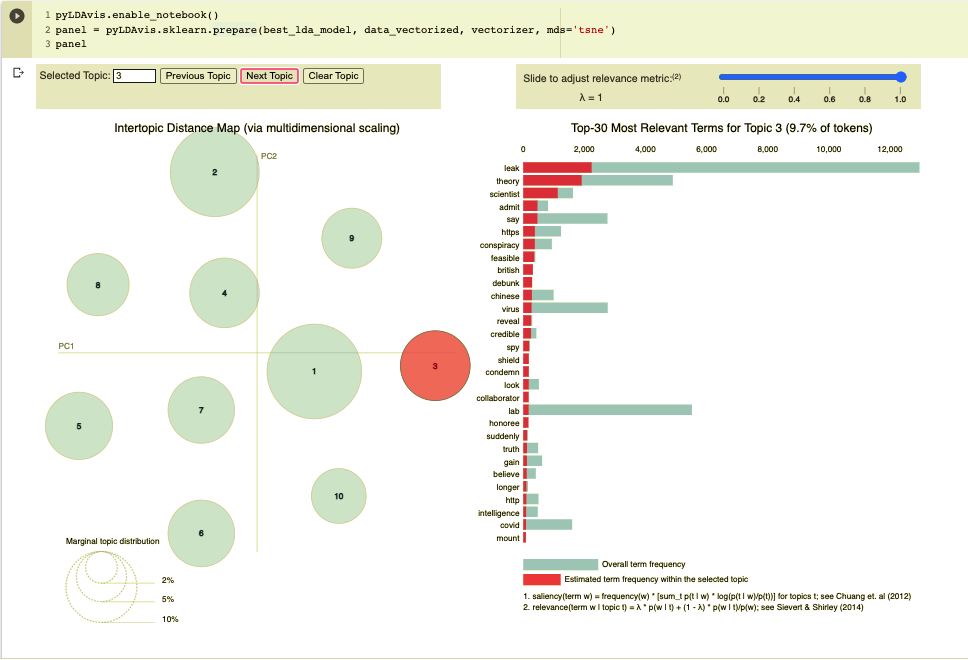 1 pyLDAvis.enable_notebook()
2 panel = pyLDAvis.sklearn.prepare(best_lda_model, data_vectorized, vectorizer, mds='tsne')
3 panel
Selected Topic: 3 Previous Topic Next Topic Clear Topic
Slide to adjust relevance metric:(2)
λ = 1
0.0 0.2 0.4 0.6 0.8 1.0
Intertopic Distance Map (via multidimensional scaling)
PC2
PC1
2
9
8
4
1
3
7
5
10
6
Marginal topic distribution
2%
5%
10%
Top-30 Most Relevant Terms for Topic 3 (9.7% of tokens)
0 2,000 4,000 6,000 8,000 10,000 12,000
leak
theory
scientist
admit
say
https
conspiracy
feasible
british
debunk
chinese
virus
reveal
credible
spy
shield
condemn
look
collaborator
lab
honoree
suddenly
truth
gain
believe
longer
http
intelligence
covid
mount
Overall term frequency
Estimated term frequency within the selected topic
1. saliency(term w) = frequency(w) * [sum_t p(t | w) * log(p(t | w)/p(t))] for topics t; see Chuang et. al (2012)
2. relevance(term w | topic t) = λ * p(w | t) + (1 - λ) * p(w | t)/p(w); see Sievert & Shirley (2014)